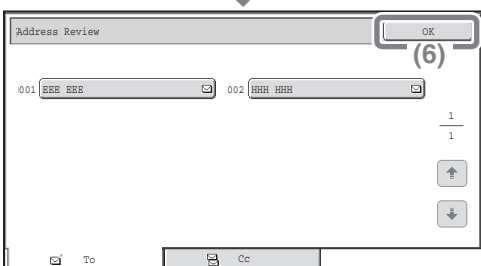 Address Review OK
(6)
001 EEE EEE 002 HHH HHH
1
1
To Cc